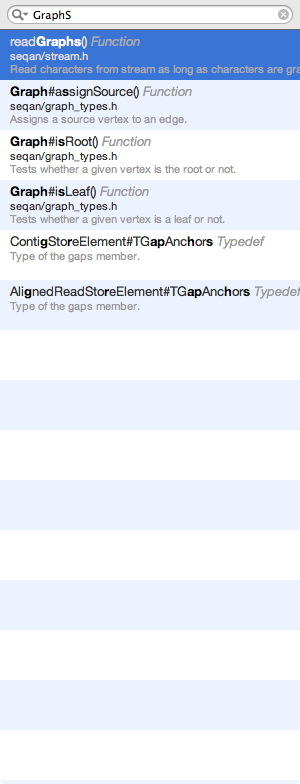 GraphS
readGraphs() Function
seqan/stream.h
Read characters from stream as long as characters are gra
Graph#assignSource() Function
seqan/graph_types.h
Assigns a source vertex to an edge.
Graph#isRoot() Function
seqan/graph_types.h
Tests whether a given vertex is the root or not.
Graph#isLeaf() Function
seqan/graph_types.h
Tests whether a given vertex is a leaf or not.
ContigStoreElement#TGapAnchors Typedef
Type of the gaps member.
AlignedReadStoreElement#TGapAnchors Typedef
Type of the gaps member.